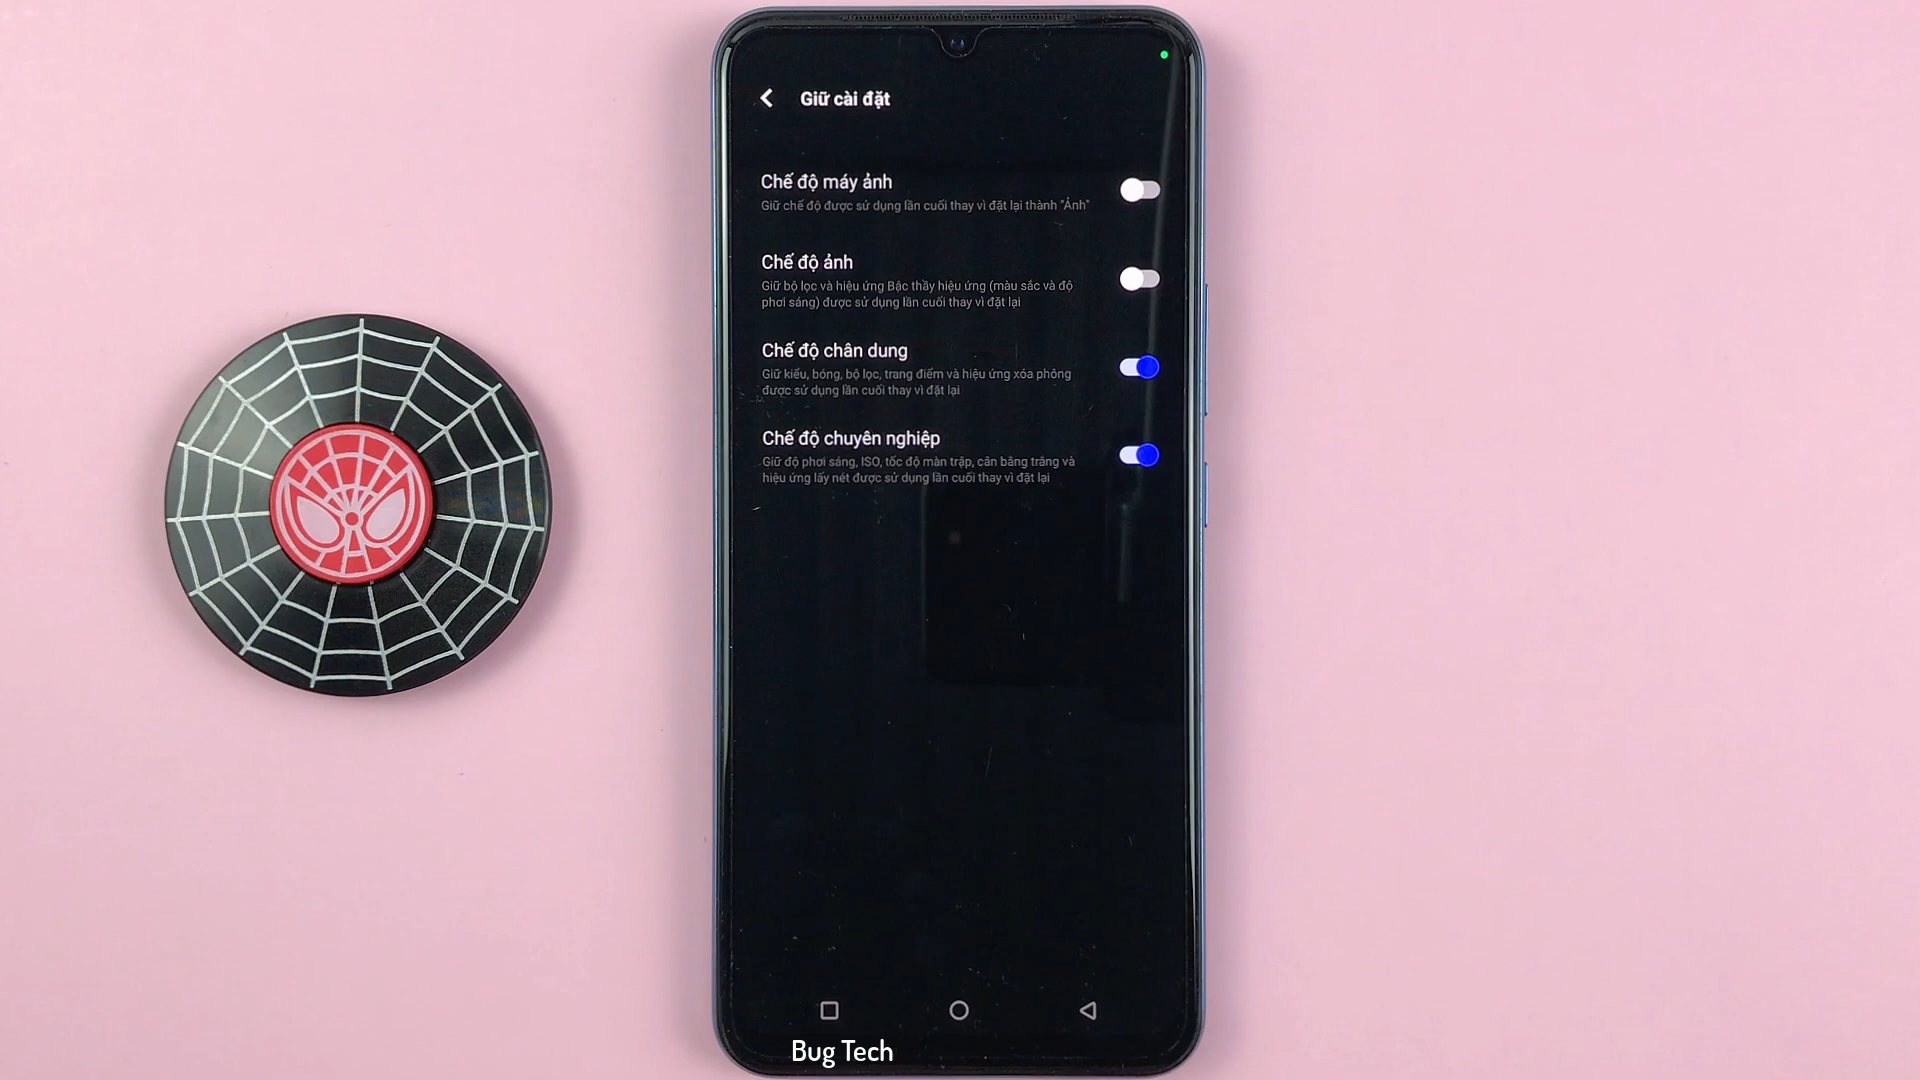 Giữ cài đặt
Chế độ máy ảnh
Giữ chế độ được sử dụng lần cuối thay vì đặt lại thành "Ảnh"
Chế độ ảnh
Giữ bộ lọc và hiệu ứng Bậc thầy hiệu ứng (màu sắc và độ
phơi sáng) được sử dụng lần cuối thay vì đặt lại
Chế độ chân dung
Giữ kiểu, bóng, bộ lọc, trang điểm và hiệu ứng xóa phông
được sử dụng lần cuối thay vì đặt lại
Chế độ chuyên nghiệp
Giữ độ phơi sáng, ISO, tốc độ màn trập, cân bằng trắng và
hiệu ứng lấy nét được sử dụng lần cuối thay vì đặt lại
Bug Tech